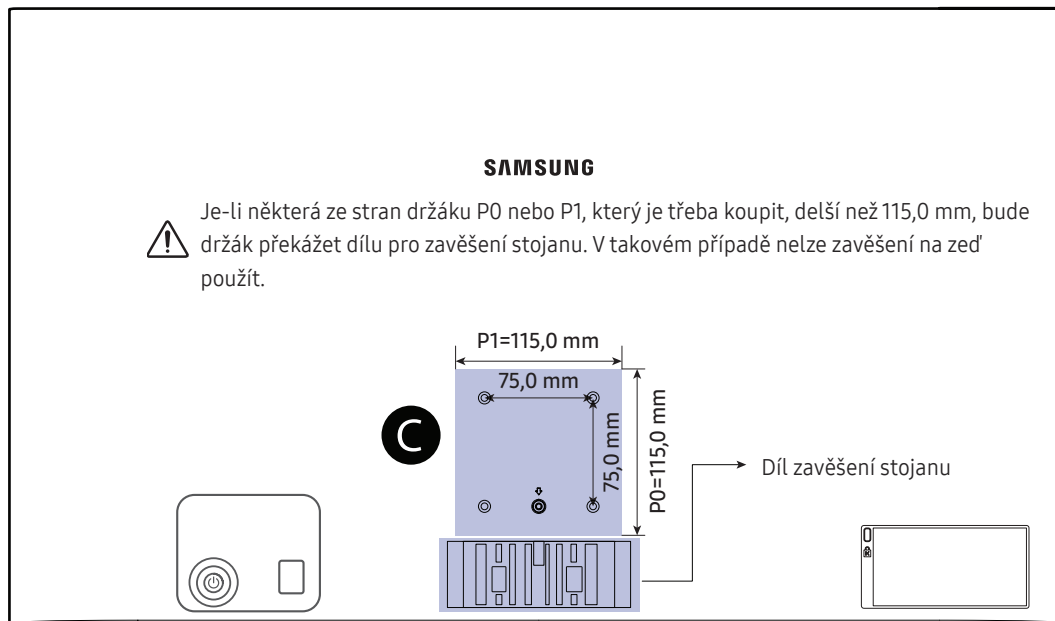 SAMSUNG
Je-li některá ze stran držáku P0 nebo P1, který je třeba koupit, delší než 115,0 mm, bude
držák překážet dílu pro zavěšení stojanu. V takovém případě nelze zavěšení na zeď
použít.
P1=115,0 mm
75,0 mm
C
75,0 mm
P0=115,0 mm
Díl zavěšení stojanu